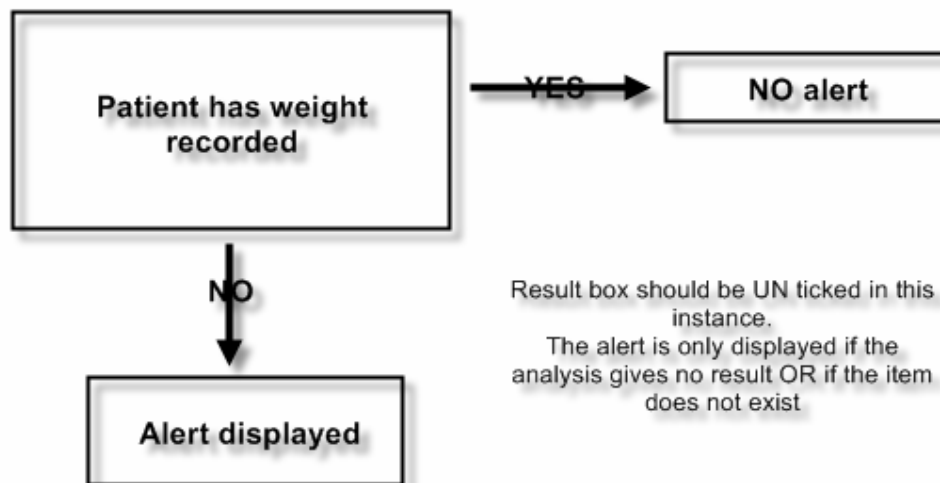 Patient has weight
recorded
YES
NO alert
NO
Result box should be UN ticked in this
instance.
The alert is only displayed if the
analysis gives no result OR if the item
does not exist
Alert displayed